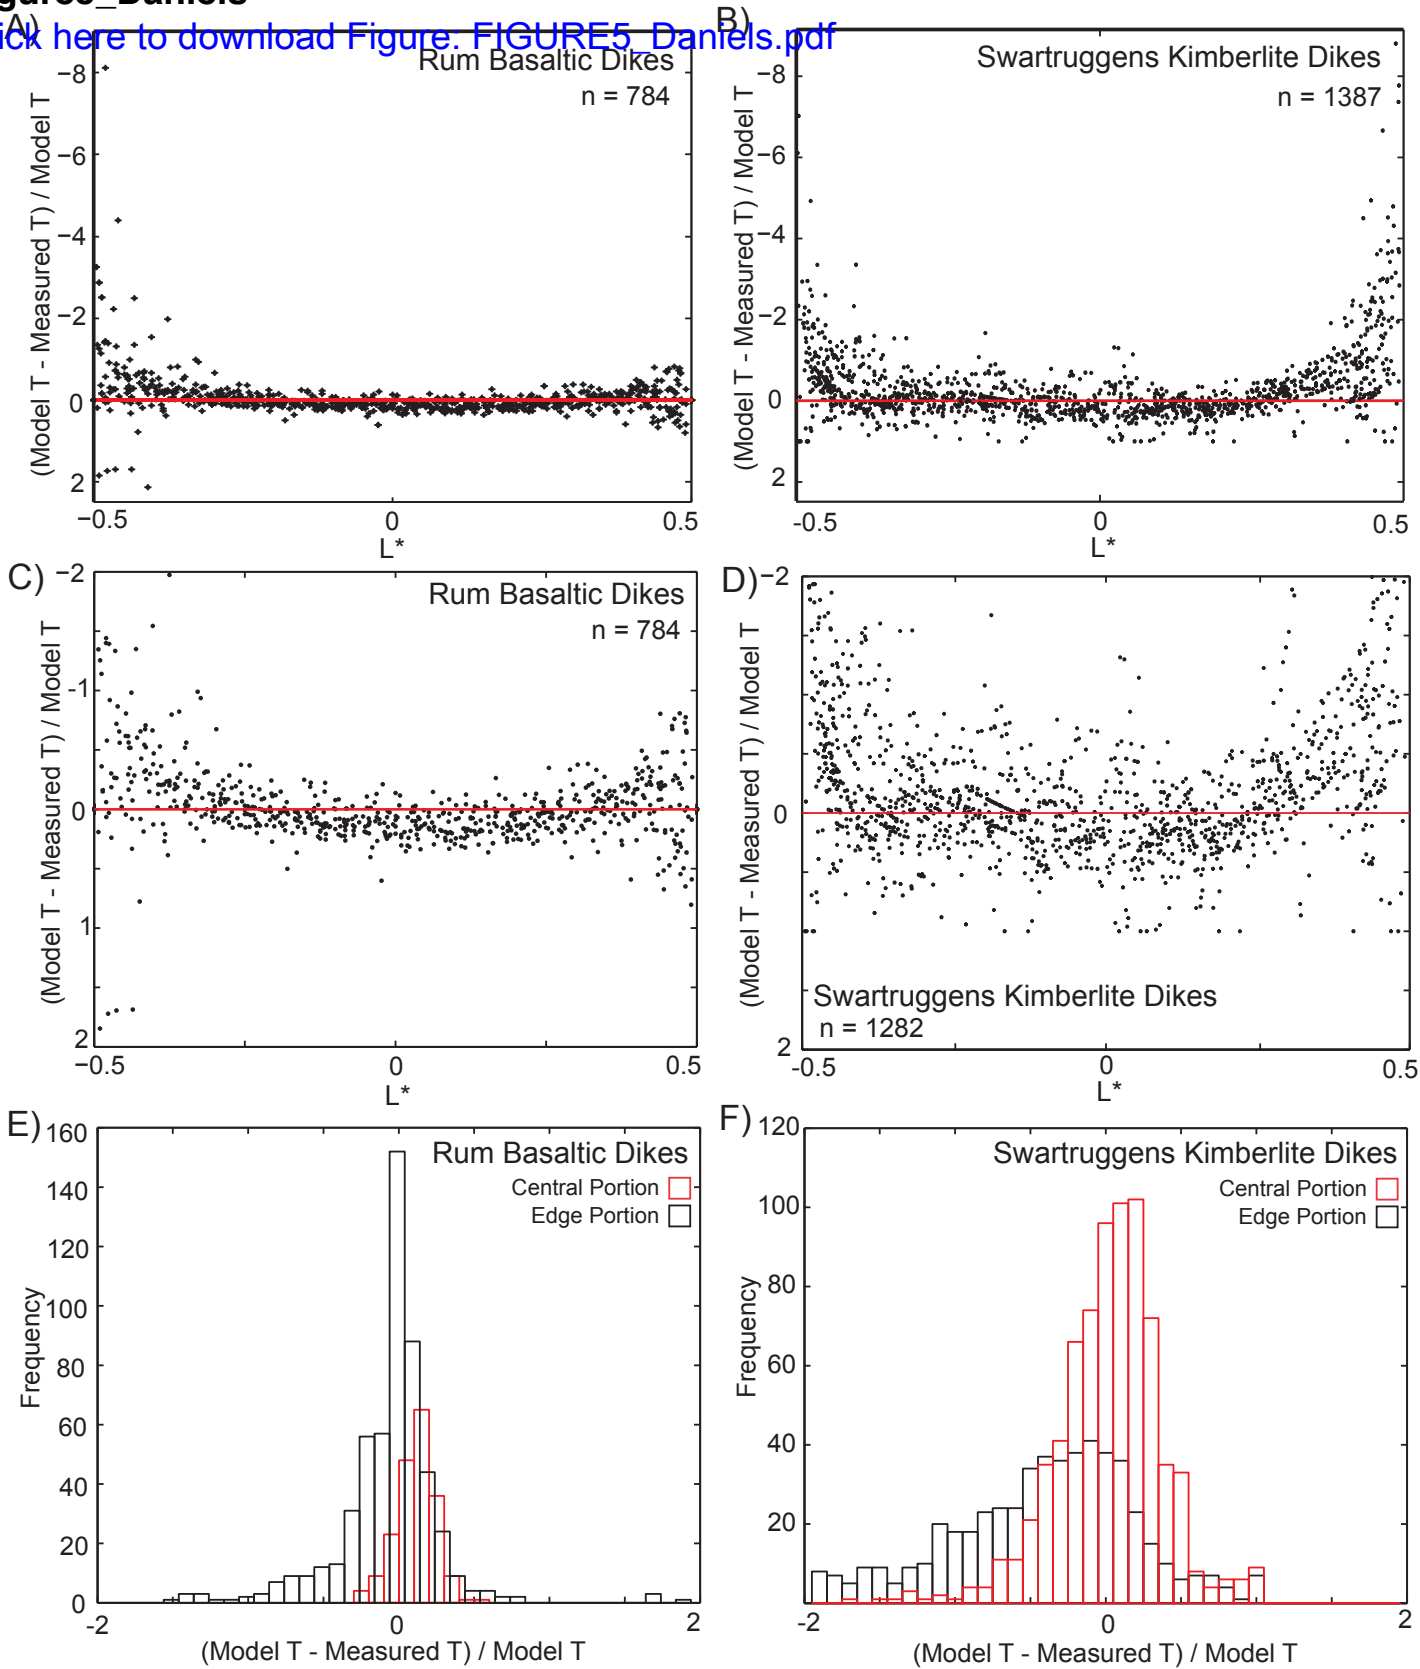 gure5_Daniels
ick here to download Figure: FIGURE5_Daniels.pdf
A)
Rum Basaltic Dikes
n = 784
(Model T - Measured T) / Model T
−8
−6
−4
−2
0
2
−0.5
0
0.5
L*
B)
Swartruggens Kimberlite Dikes
n = 1387
(Model T - Measured T) / Model T
−8
−6
−4
−2
0
2
-0.5
0
0.5
L*
C)
Rum Basaltic Dikes
n = 784
(Model T - Measured T) / Model T
−2
-1
0
1
2
−0.5
0
0.5
L*
D)
(Model T - Measured T) / Model T
−2
0
2
Swartruggens Kimberlite Dikes
n = 1282
-0.5
0
0.5
L*
E)
Rum Basaltic Dikes
Central Portion
Edge Portion
Frequency
160
140
120
100
80
60
40
20
0
-2
0
2
(Model T - Measured T) / Model T
F)
Swartruggens Kimberlite Dikes
Central Portion
Edge Portion
Frequency
120
100
80
60
40
20
-2
0
2
(Model T - Measured T) / Model T